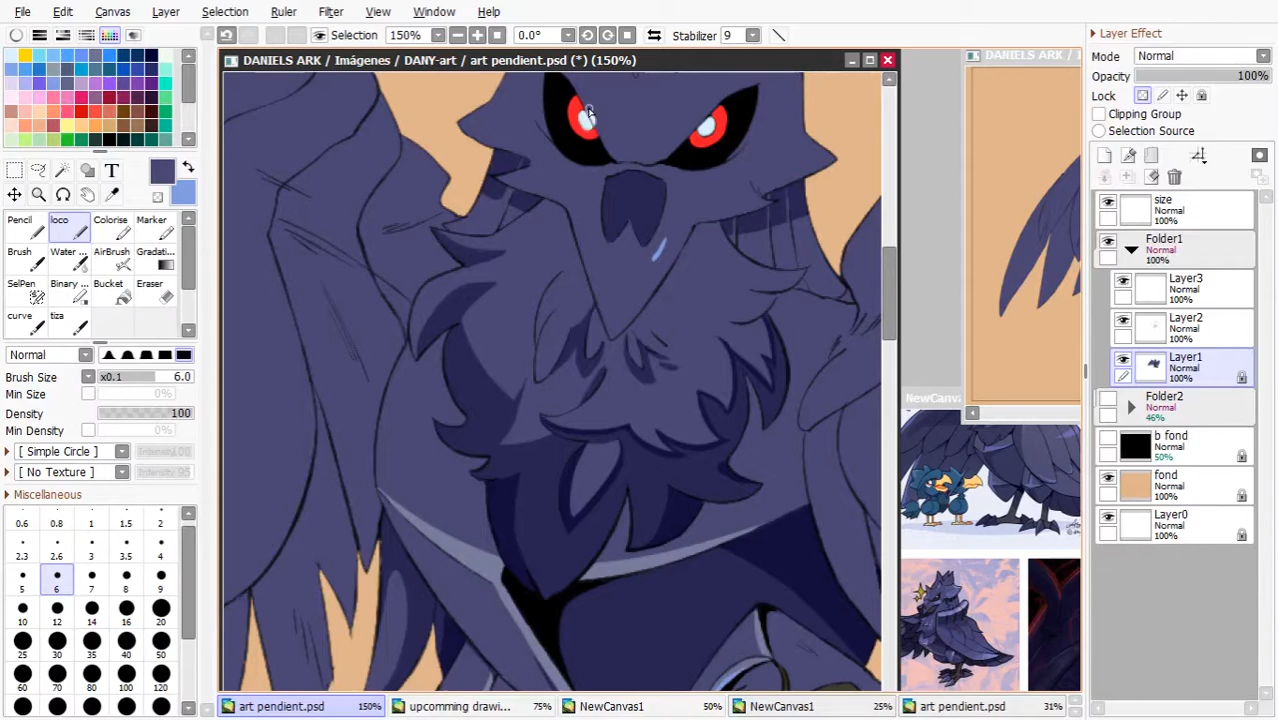 File Edit Canvas Layer Selection Ruler Filter View Window Help
Selection 150% 0.0° Stabilizer 9
DANIELS ARK / Imágenes / DANY-art / art pendient.psd (*) (150%)
DANIELS ARK / Im
Layer Effect
Mode Normal
Opacity 100%
Lock
Clipping Group
Selection Source
T
Pencil loco Colorise Marker
Brush Water ... AirBrush Gradati...
SelPen Binary ... Bucket Eraser
curve tiza
Normal
Brush Size x0.1 6.0
Min Size 0%
Density 100
Min Density 0%
[ Simple Circle ]
[ No Texture ]
Miscellaneous
0.6 0.8 1 1.5 2
2.3 2.6 3 3.5 4
5 6 7 8 9
10 12 14 16 20
25 30 35 40 50
60 70 80 100 120
size
Normal
100%
Folder1
Normal
100%
Layer3
Normal
100%
Layer2
Normal
100%
Layer1
Normal
100%
Folder2
Normal
46%
b fond
Normal
50%
fond
Normal
100%
Layer0
Normal
100%
NewCanvas
art pendient.psd 150% upcomming drawi... 75% NewCanvas1 50% NewCanvas1 25% art pendient.psd 31%